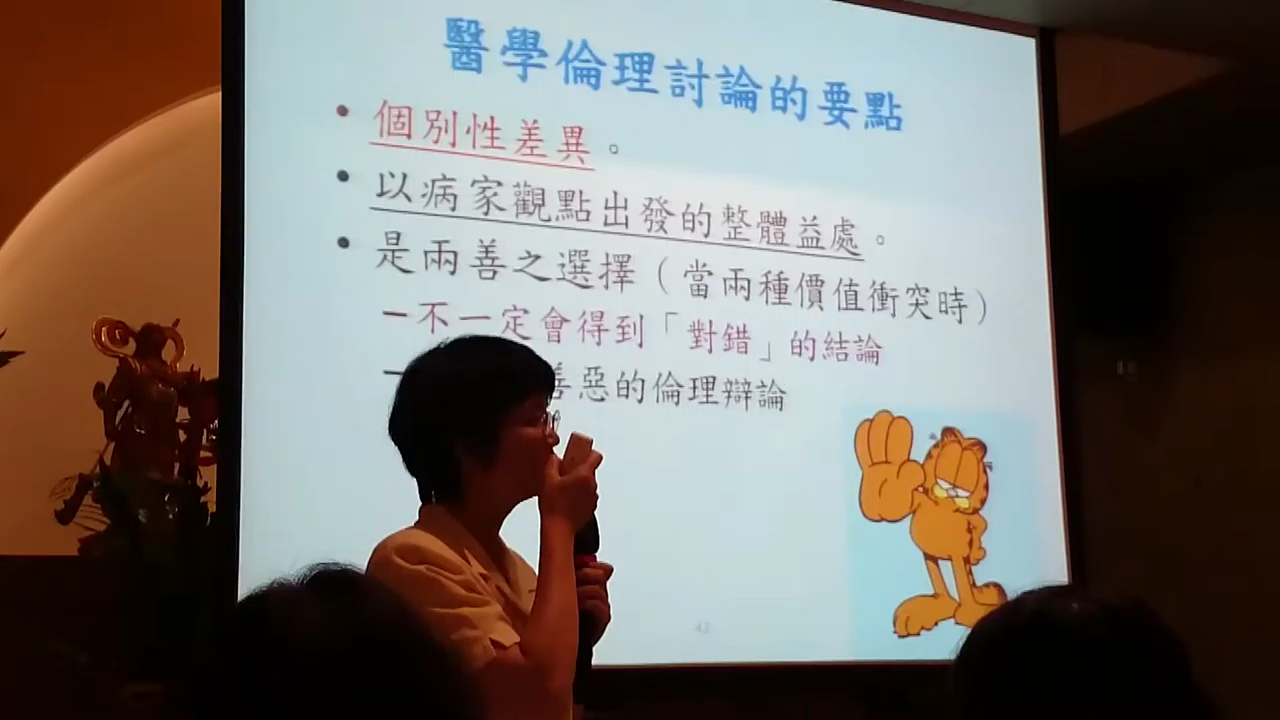 醫學倫理討論的要點
• 個別性差異。
• 以病家觀點出發的整體益處。
• 是兩善之選擇（當兩種價值衝突時）
–不一定會得到「對錯」的結論
– 善惡的倫理辯論
43